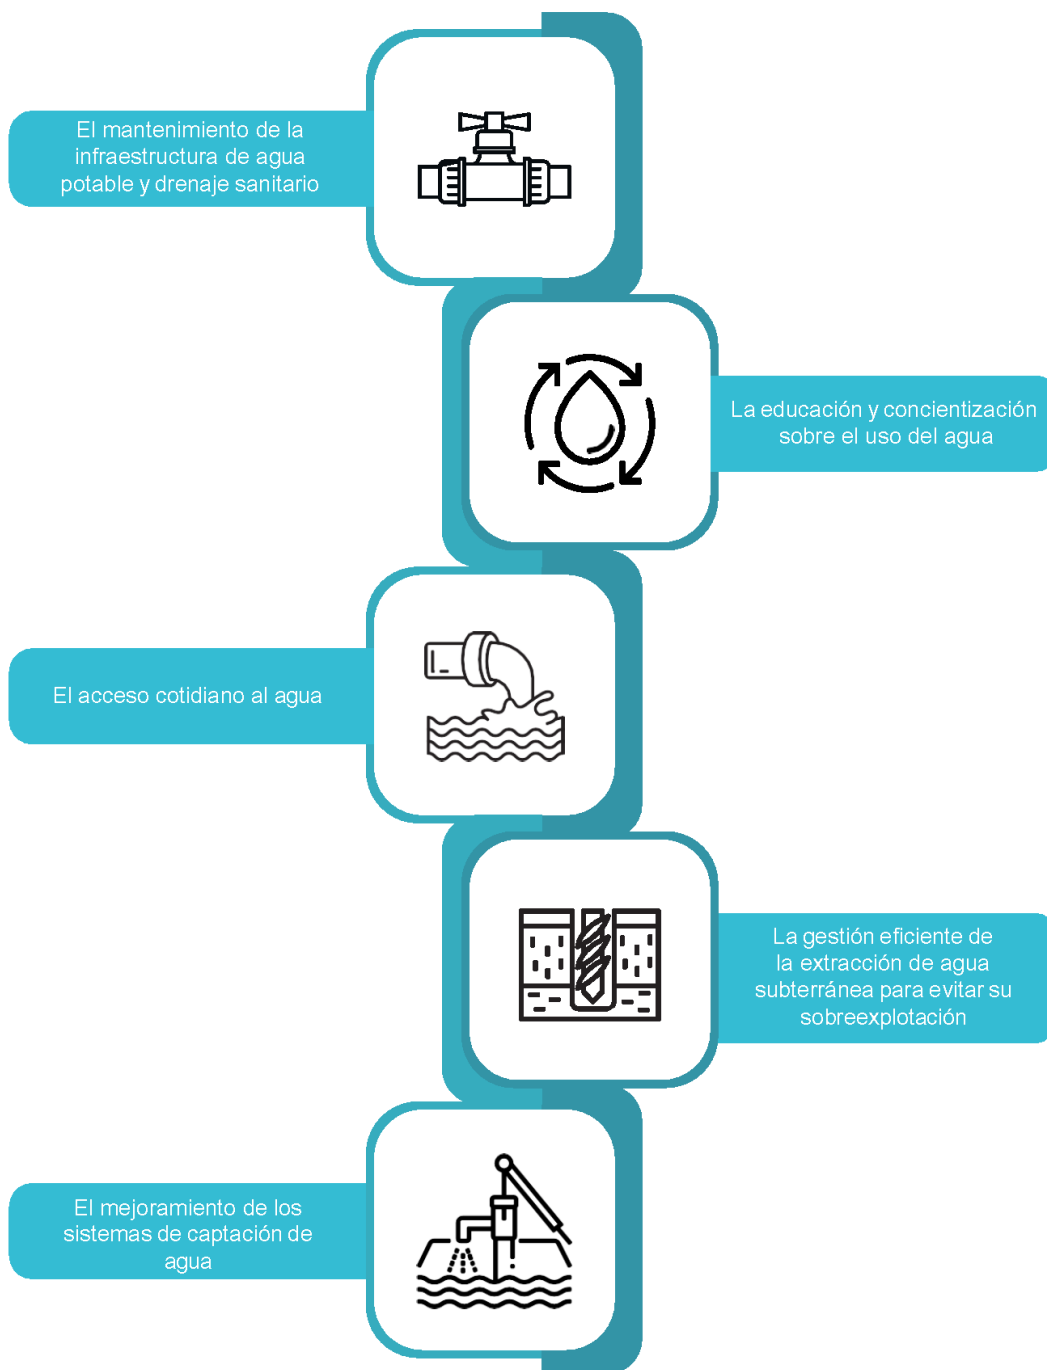 El mantenimiento de la
infraestructura de agua
potable y drenaje sanitario
La educación y concientización
sobre el uso del agua
El acceso cotidiano al agua
La gestión eficiente de
la extracción de agua
subterránea para evitar su
sobreexplotación
El mejoramiento de los
sistemas de captación de
agua